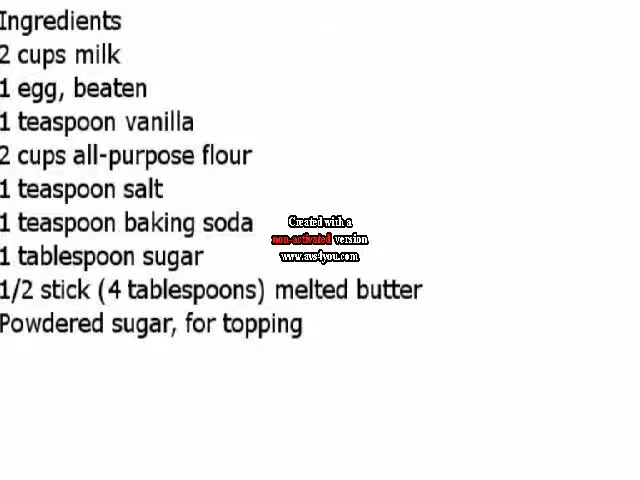 Ingredients
2 cups milk
1 egg, beaten
1 teaspoon vanilla
2 cups all-purpose flour
1 teaspoon salt
1 teaspoon baking soda
1 tablespoon sugar
1/2 stick (4 tablespoons) melted butter
Powdered sugar, for topping
Created with a
non-activated version
www.avs4you.com